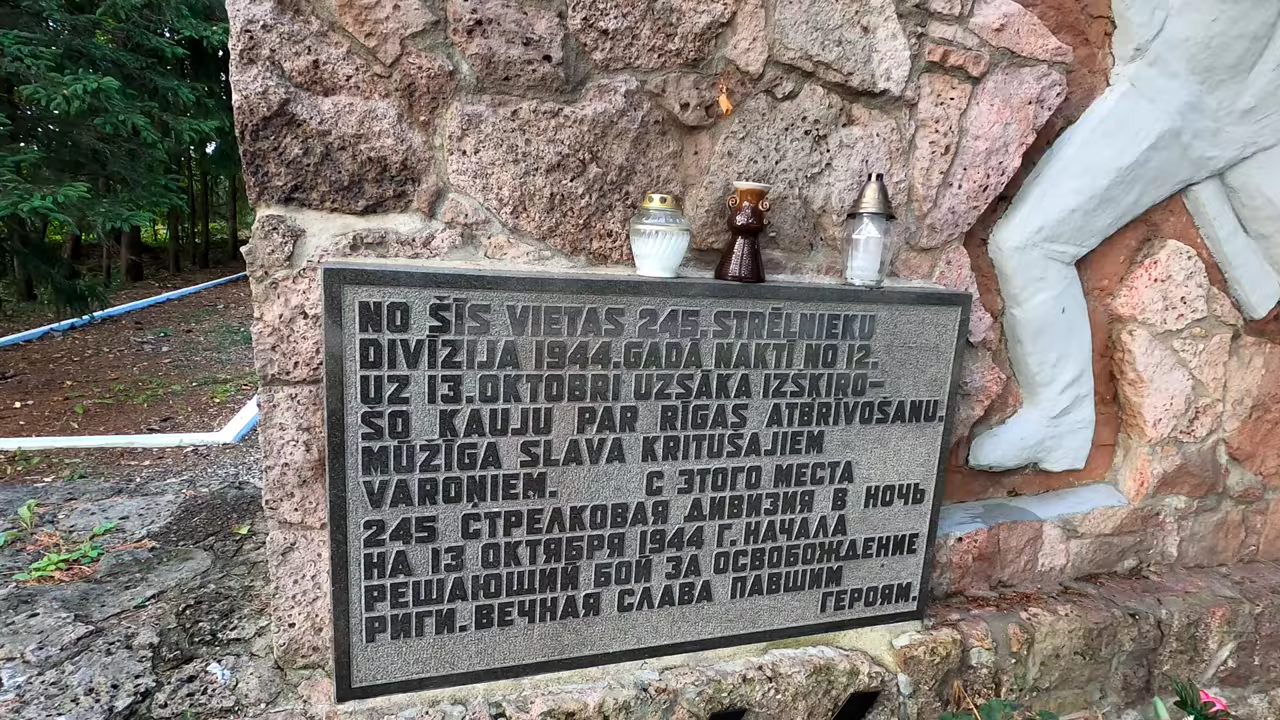 NO ŠĪS VIETAS 245. STRĒLNIEKU
DIVĪZIJA 1944. GADA NAKTĪ NO 12.
UZ 13. OKTOBRI UZSĀKA IZŠĶIRO-
ŠO KAUJU PAR RĪGAS ATBRĪVOŠANU.
MŪŽĪGA SLAVA KRITUŠAJIEM
VAROŅIEM. С ЭТОГО МЕСТА
245 СТРЕЛКОВАЯ ДИВИЗИЯ В НОЧЬ
НА 13 ОКТЯБРЯ 1944 Г. НАЧАЛА
РЕШАЮЩИЙ БОЙ ЗА ОСВОБОЖДЕНИЕ
РИГИ. ВЕЧНАЯ СЛАВА ПАВШИМ
ГЕРОЯМ.